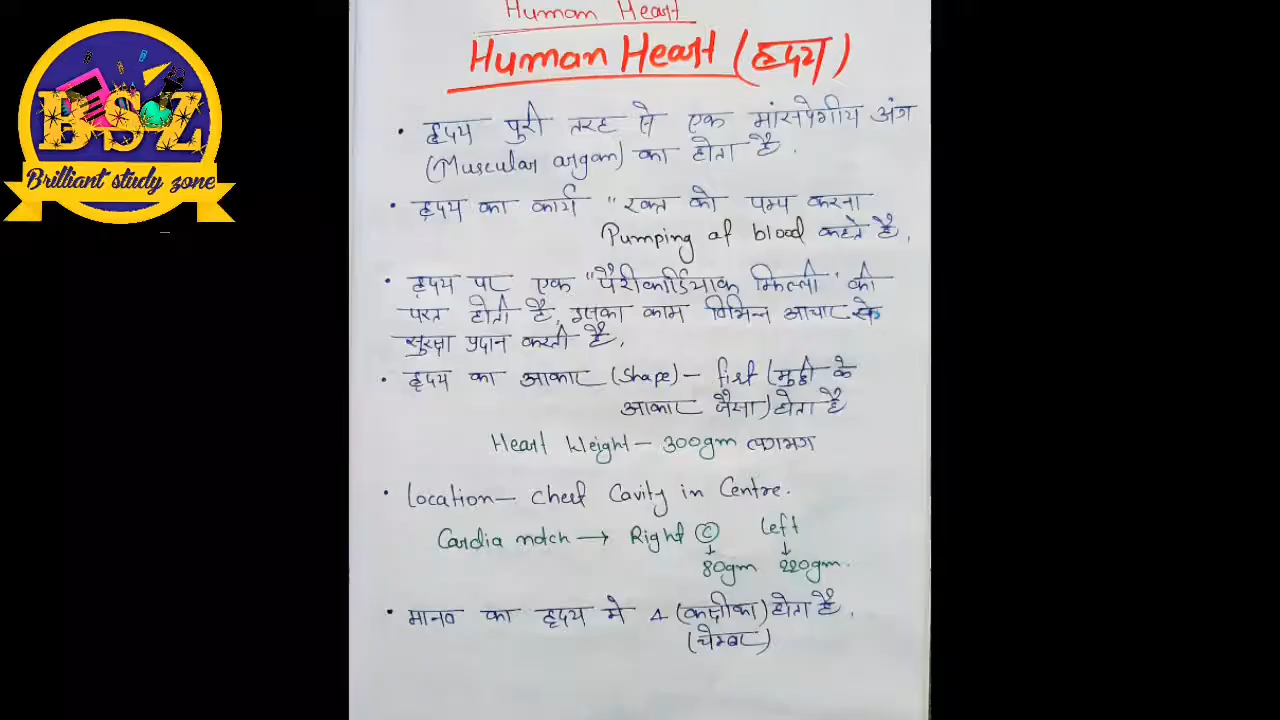 Human Heart
Human Heart (हृदय)
BSZ
Brilliant study zone
• हृदय पुरी तरह से एक मांसपेशीय अंग
(Muscular organ) का होता है.
• हृदय का कार्य "रक्त को पम्प करना
Pumping of blood कहते है.
• हृदय पर एक "पैरीकार्डियाक झिल्ली" की
परत होती है, इसका काम विभिन्न आघार से
सुरक्षा प्रदान करती है.
• हृदय का आकार (Shape) – fist (मुठ्ठी के
आकार जैसा) होता है
Heart Weight – 300gm लगभग
• Location – Chest Cavity in Centre.
Cardia notch → Right © Left
↓ ↓
80gm 220gm.
• मानव का हृदय मे 4 (कक्षीका) होता है.
(चेम्बर)